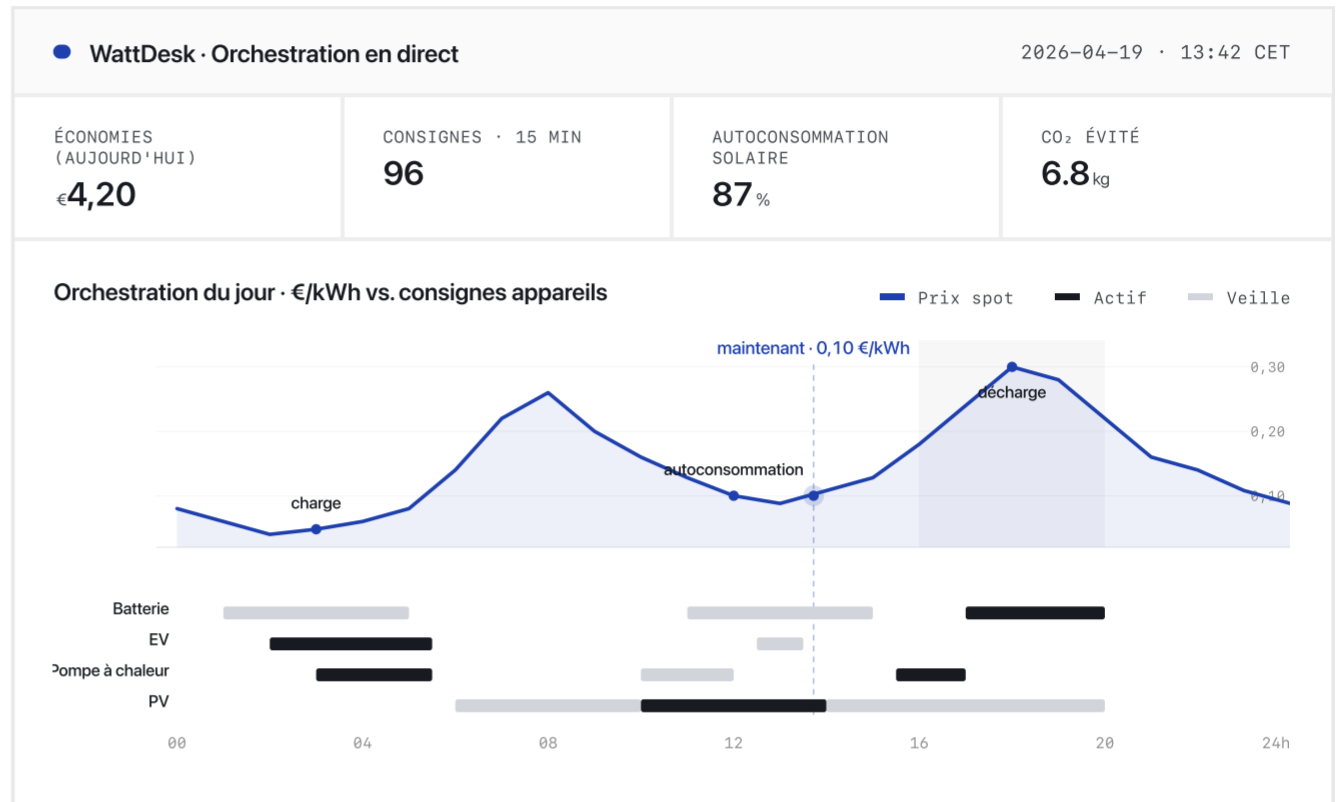 WattDesk · Orchestration en direct
2026-04-19 · 13:42 CET
ÉCONOMIES
(AUJOURD'HUI)
€4,20
CONSIGNES · 15 MIN
96
AUTOCONSOMMATION
SOLAIRE
87 %
CO₂ ÉVITÉ
6.8 kg
Orchestration du jour · €/kWh vs. consignes appareils
Prix spot
Actif
Veille
maintenant · 0,10 €/kWh
0,30
décharge
0,20
autoconsommation
0,10
charge
Batterie
EV
Pompe à chaleur
PV
00 04 08 12 16 20 24h